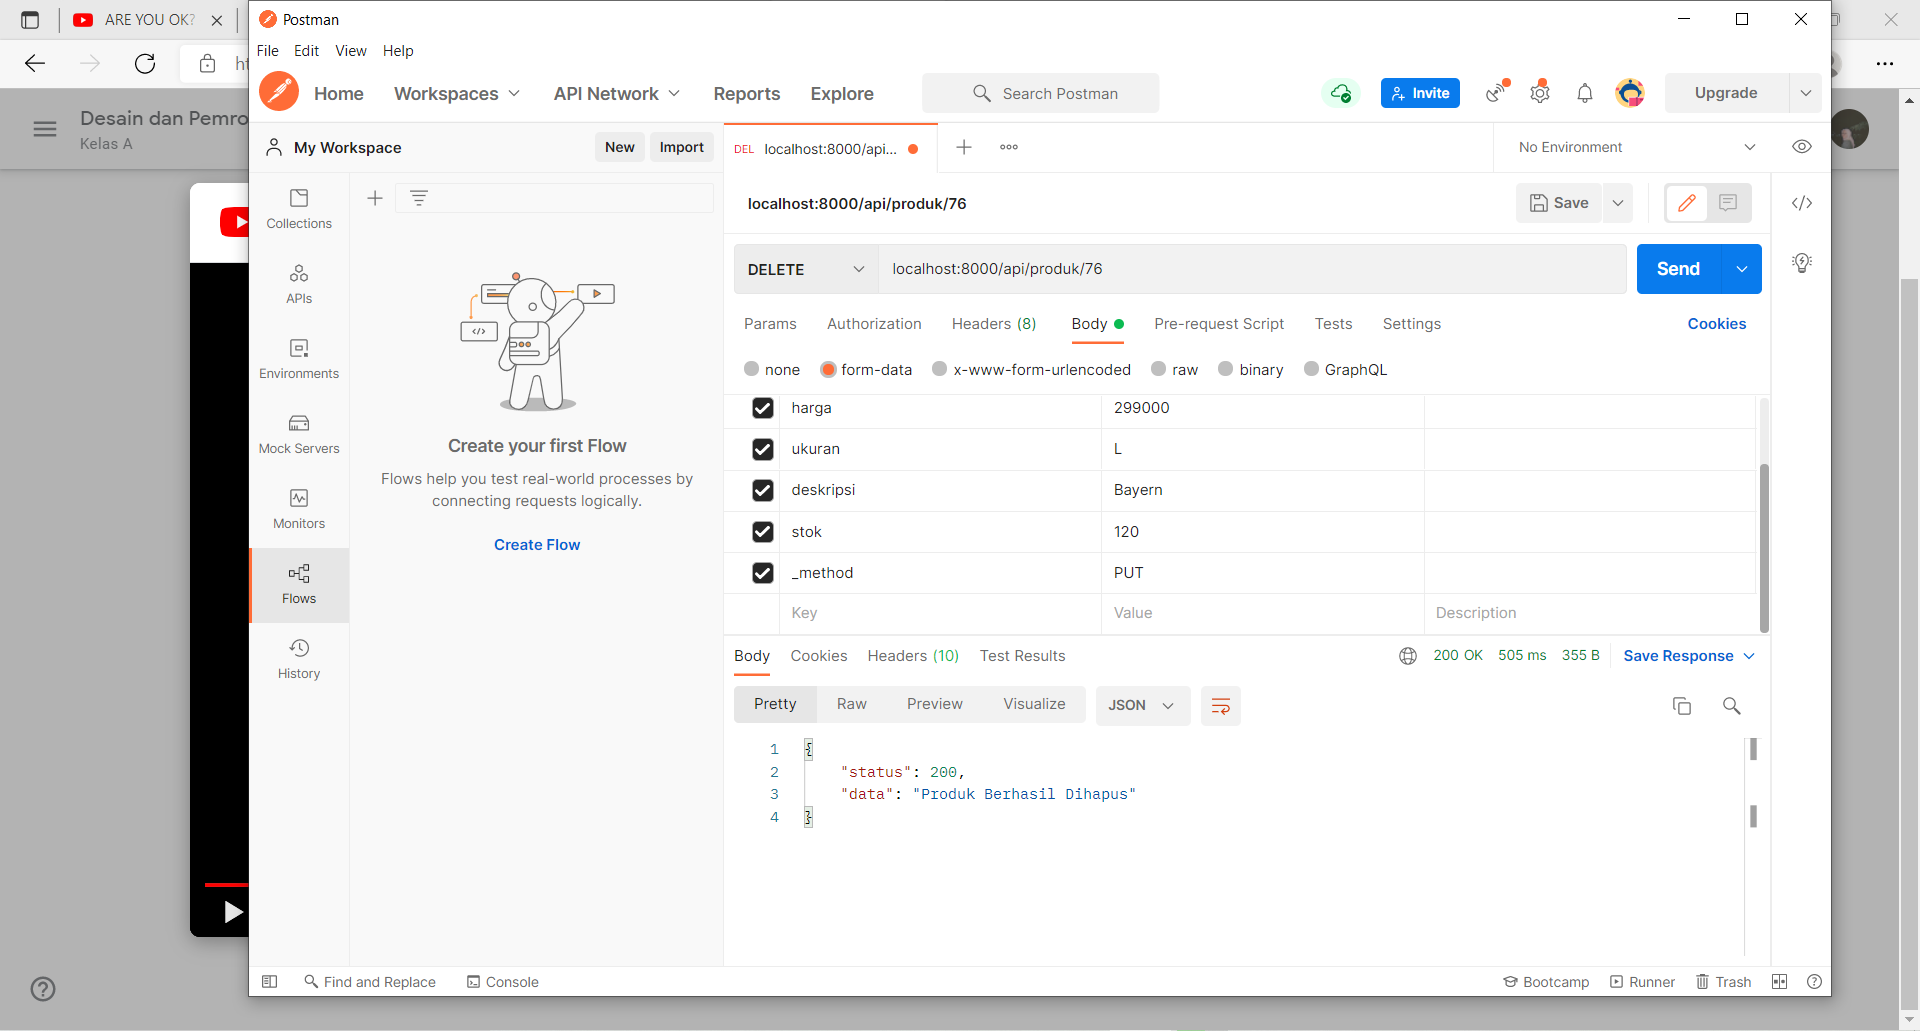 ARE YOU OK?
Postman
File Edit View Help
Home Workspaces API Network Reports Explore Search Postman Invite Upgrade
Desain dan Pemro
Kelas A
My Workspace New Import
DEL localhost:8000/api... No Environment
Collections
APIs
Environments
Mock Servers
Monitors
Flows
History
Create your first Flow
Flows help you test real-world processes by
connecting requests logically.
Create Flow
localhost:8000/api/produk/76 Save
DELETE localhost:8000/api/produk/76 Send
Params Authorization Headers (8) Body Pre-request Script Tests Settings Cookies
none form-data x-www-form-urlencoded raw binary GraphQL
harga 299000
ukuran L
deskripsi Bayern
stok 120
_method PUT
Key Value Description
Body Cookies Headers (10) Test Results 200 OK 505 ms 355 B Save Response
Pretty Raw Preview Visualize JSON
1 {
2 "status": 200,
3 "data": "Produk Berhasil Dihapus"
4 }
Find and Replace Console Bootcamp Runner Trash